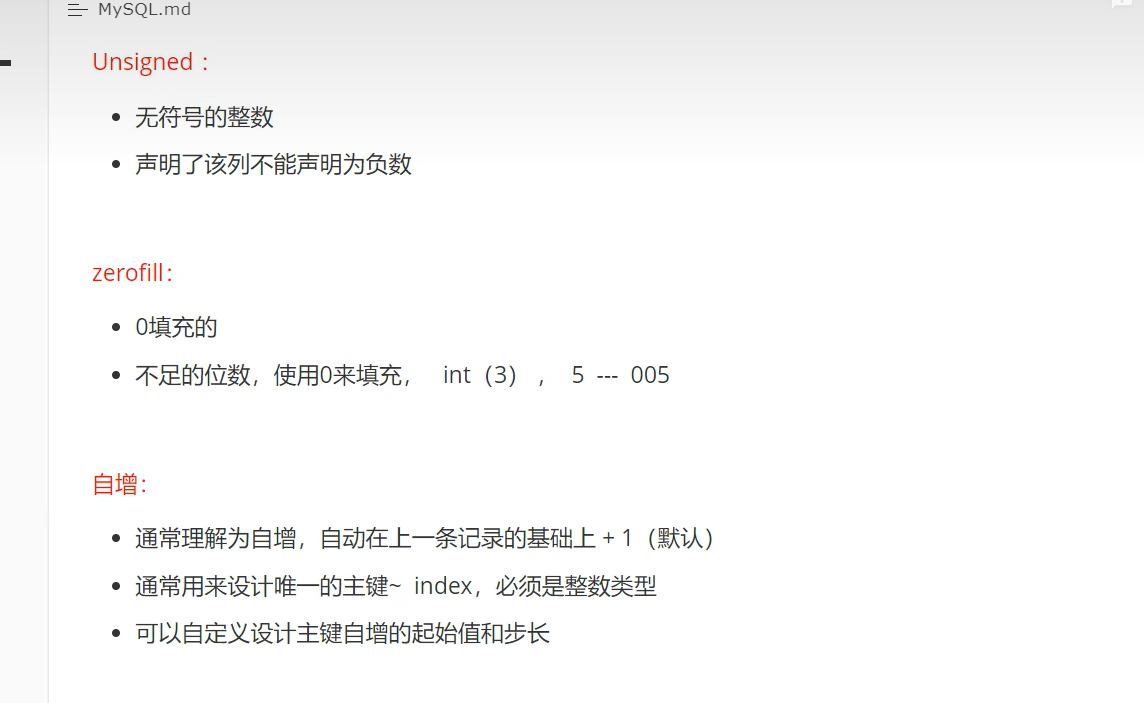 MySQL.md
Unsigned：
无符号的整数
声明了该列不能声明为负数
zerofill：
0填充的
不足的位数，使用0来填充， int（3） , 5 --- 005
自增：
通常理解为自增，自动在上一条记录的基础上 + 1（默认）
通常用来设计唯一的主键~ index，必须是整数类型
可以自定义设计主键自增的起始值和步长